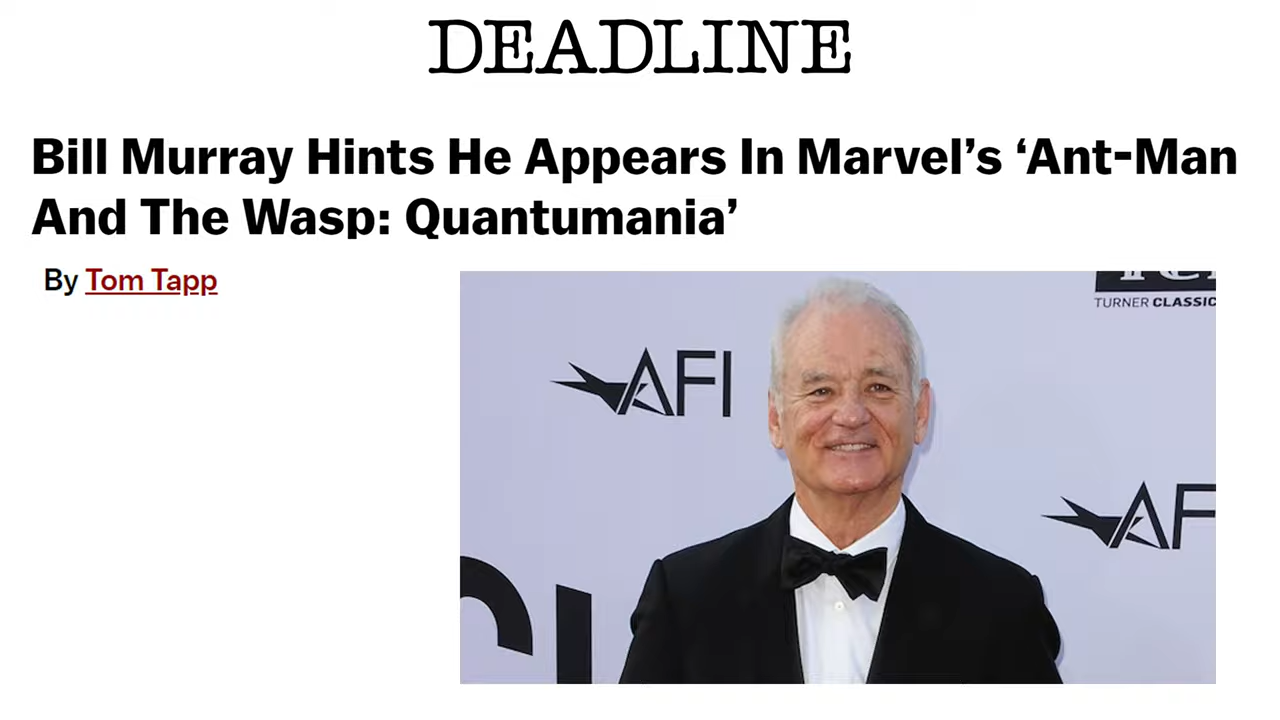 DEADLINE
Bill Murray Hints He Appears In Marvel’s ‘Ant-Man
And The Wasp: Quantumania’
By Tom Tapp
TURNER CLASSIC
AFI
AF